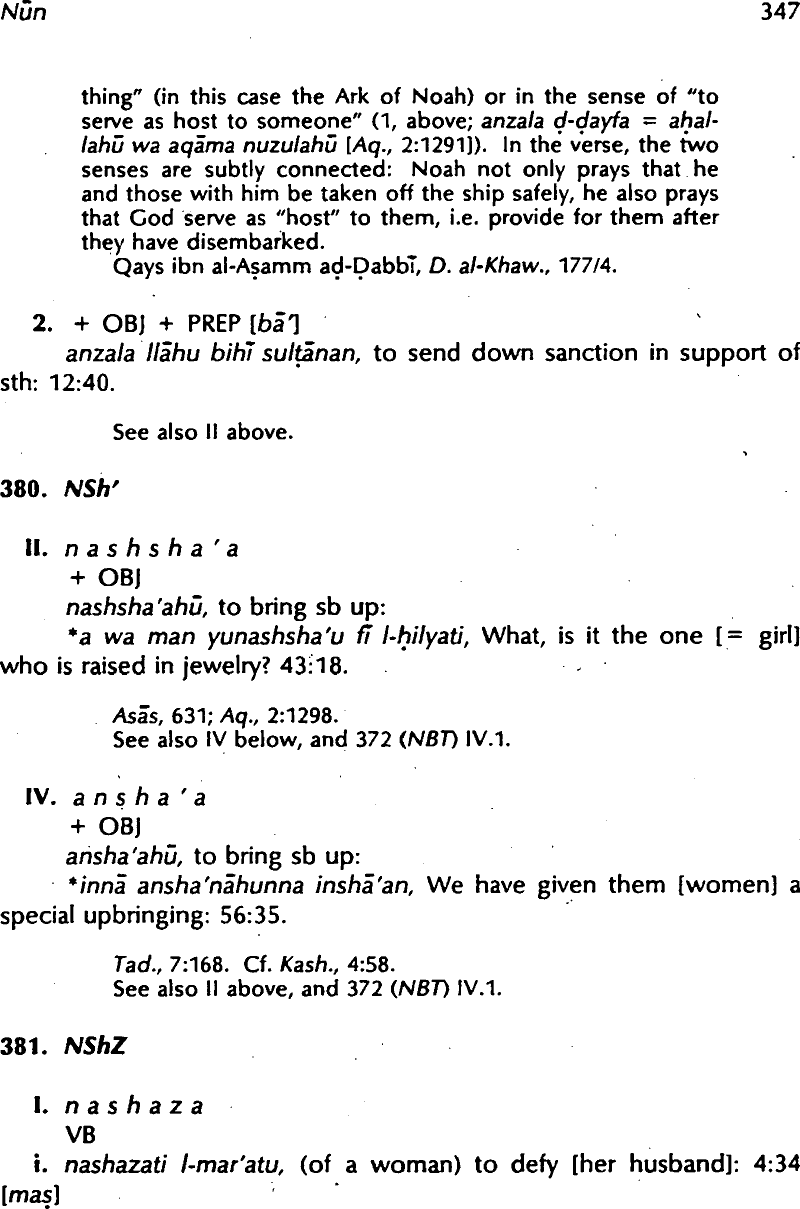 Nūn 347
thing" (in this case the Ark of Noah) or in the sense of "to
serve as host to someone" (1, above; anzala ḍ-ḍayfa = aḥal-
lahū wa aqāma nuzulahū [Aq., 2:1291]). In the verse, the two
senses are subtly connected: Noah not only prays that he
and those with him be taken off the ship safely, he also prays
that God serve as "host" to them, i.e. provide for them after
they have disembarked.
Qays ibn al-Aṣamm aḍ-Ḍabbī, D. al-Khaw., 177/4.
2. + OBJ + PREP [bā']
anzala llāhu bihī sulṭānan, to send down sanction in support of
sth: 12:40.
See also II above.
380. NSh'
II. n a s h s h a ' a
+ OBJ
nashsha'ahū, to bring sb up:
*a wa man yunashsha'u fī l-ḥilyati, What, is it the one [= girl]
who is raised in jewelry? 43:18.
Asās, 631; Aq., 2:1298.
See also IV below, and 372 (NBT) IV.1.
IV. a n s h a ' a
+ OBJ
ansha'ahū, to bring sb up:
*innā ansha'nāhunna inshā'an, We have given them [women] a
special upbringing: 56:35.
Tad., 7:168. Cf. Kash., 4:58.
See also II above, and 372 (NBT) IV.1.
381. NShZ
I. n a s h a z a
VB
i. nashazati l-mar'atu, (of a woman) to defy [her husband]: 4:34
[maṣ]